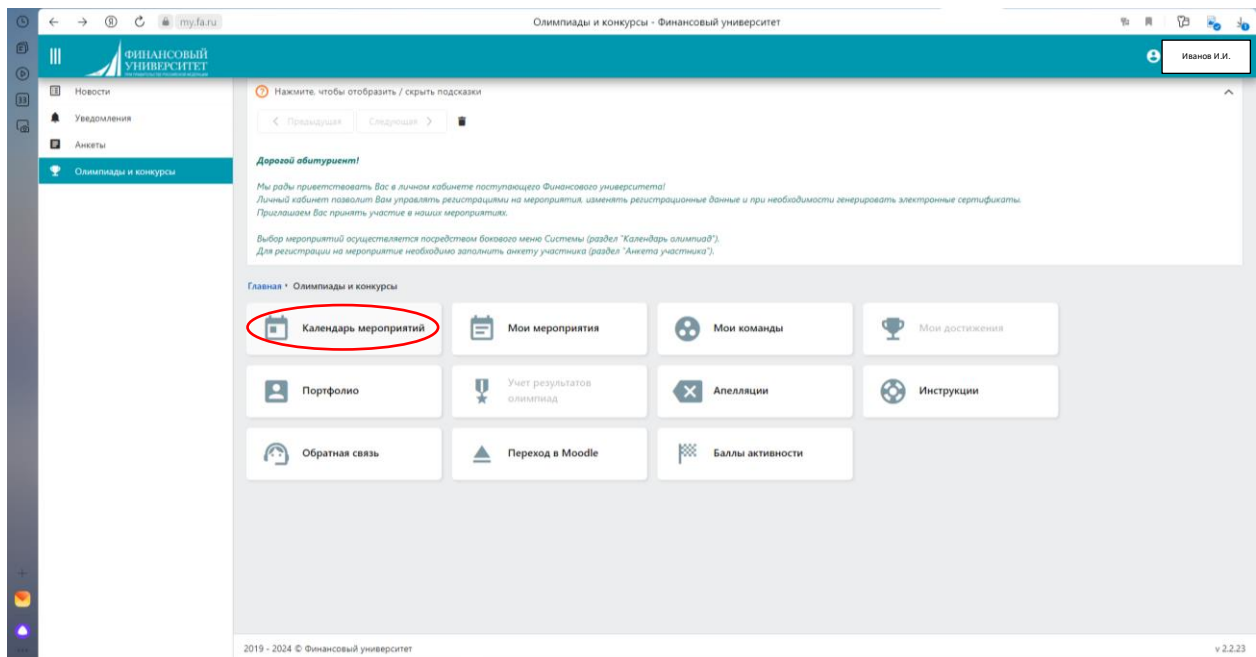 my.fa.ru
Олимпиады и конкурсы - Финансовый университет
ФИНАНСОВЫЙ
УНИВЕРСИТЕТ
Иванов И.И.
Новости
Уведомления
Анкеты
Олимпиады и конкурсы
Нажмите, чтобы отобразить / скрыть подсказки
Предыдущая Следующая
Дорогой абитуриент!
Мы рады приветствовать Вас в личном кабинете поступающего Финансового университета!
Личный кабинет позволит Вам управлять регистрациями на мероприятия, изменять регистрационные данные и при необходимости генерировать электронные сертификаты.
Приглашаем Вас принять участие в наших мероприятиях.
Выбор мероприятий осуществляется посредством бокового меню Системы (раздел "Календарь олимпиад").
Для регистрации на мероприятие необходимо заполнить анкету участника (раздел "Анкета участника").
Главная • Олимпиады и конкурсы
Календарь мероприятий
Мои мероприятия
Мои команды
Мои достижения
Портфолио
Учет результатов
олимпиад
Апелляции
Инструкции
Обратная связь
Переход в Moodle
Баллы активности
2019 - 2024 © Финансовый университет
v 2.2.23